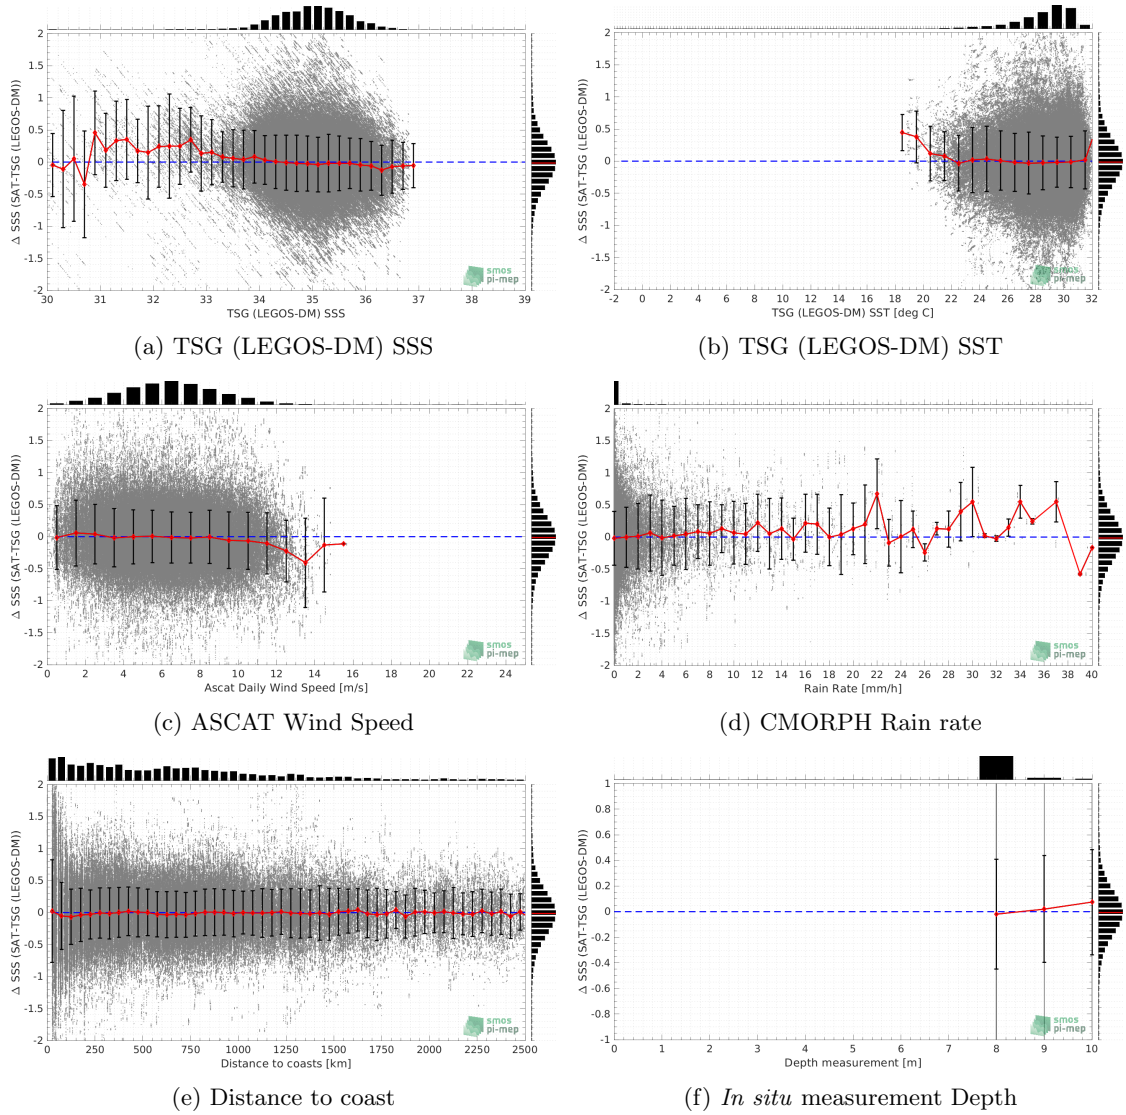 2
1.5
1
0.5
0
-0.5
-1
-1.5
-2
Δ SSS (SAT-TSG (LEGOS-DM))
30 31 32 33 34 35 36 37 38 39
TSG (LEGOS-DM) SSS
smos
pi-mep
(a) TSG (LEGOS-DM) SSS
2
1.5
1
0.5
0
-0.5
-1
-1.5
-2
Δ SSS (SAT-TSG (LEGOS-DM))
-2 0 2 4 6 8 10 12 14 16 18 20 22 24 26 28 30 32
TSG (LEGOS-DM) SST [deg C]
smos
pi-mep
(b) TSG (LEGOS-DM) SST
2
1.5
1
0.5
0
-0.5
-1
-1.5
-2
Δ SSS (SAT-TSG (LEGOS-DM))
0 2 4 6 8 10 12 14 16 18 20 22 24
Ascat Daily Wind Speed [m/s]
smos
pi-mep
(c) ASCAT Wind Speed
2
1.5
1
0.5
0
-0.5
-1
-1.5
-2
Δ SSS (SAT-TSG (LEGOS-DM))
0 2 4 6 8 10 12 14 16 18 20 22 24 26 28 30 32 34 36 38 40
Rain Rate [mm/h]
smos
pi-mep
(d) CMORPH Rain rate
2
1.5
1
0.5
0
-0.5
-1
-1.5
-2
Δ SSS (SAT-TSG (LEGOS-DM))
0 250 500 750 1000 1250 1500 1750 2000 2250 2500
Distance to coasts [km]
smos
pi-mep
(e) Distance to coast
1
0.8
0.6
0.4
0.2
0
-0.2
-0.4
-0.6
-0.8
-1
Δ SSS (SAT-TSG (LEGOS-DM))
0 1 2 3 4 5 6 7 8 9 10
Depth measurement [m]
smos
pi-mep
(f) In situ measurement Depth